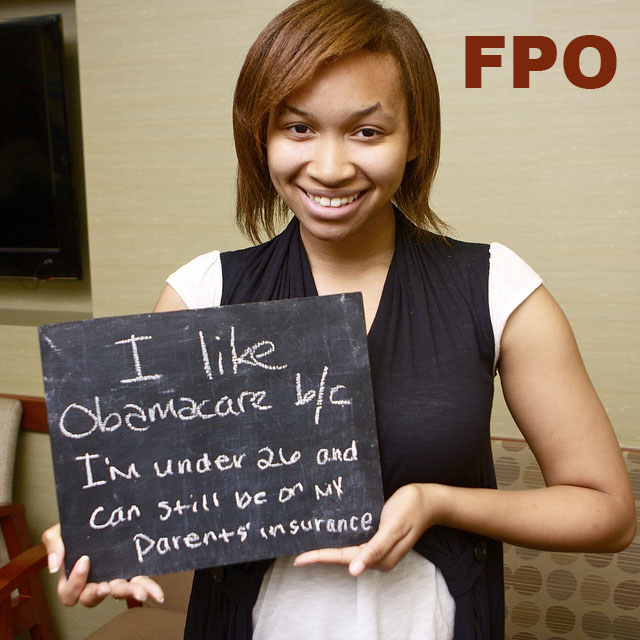 FPO
I like
Obamacare b/c
I'm under 26 and
can still be on my
parents' insurance